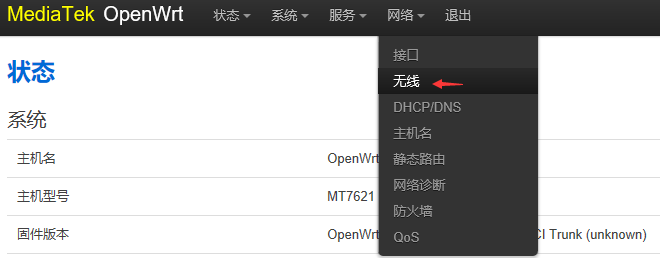 MediaTek OpenWrt 状态 系统 服务 网络 退出
状态
接口
无线
DHCP/DNS
主机名
静态路由
网络诊断
防火墙
QoS
系统
主机名 OpenWrt
主机型号 MT7621
固件版本 OpenWrt CI Trunk (unknown)